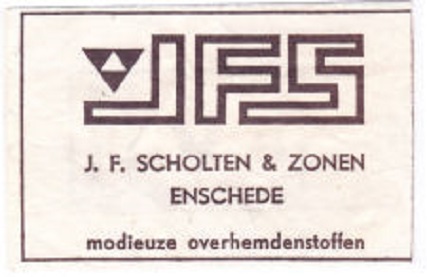 JFS
J. F. SCHOLTEN & ZONEN
ENSCHEDE
modieuze overhemdenstoffen